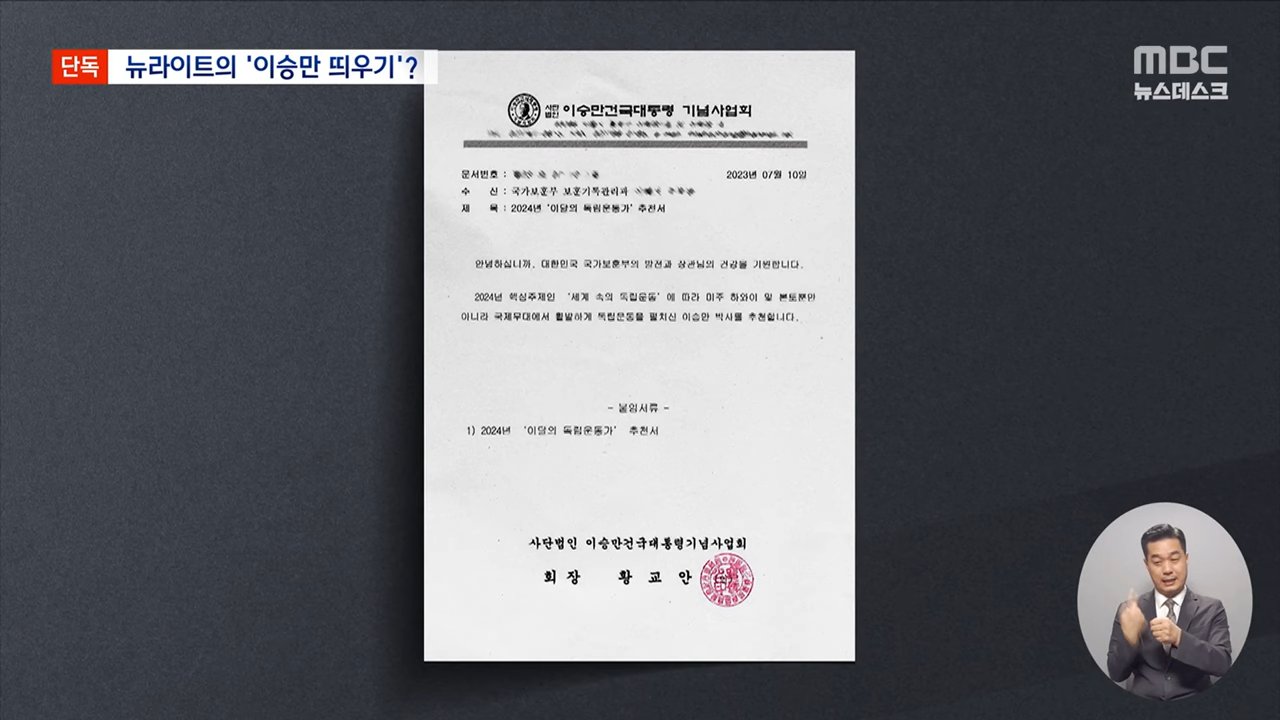 단독 뉴라이트의 '이승만 띄우기'?
MBC
뉴스데스크
사단법인 이승만건국대통령 기념사업회
문서번호 :
2023년 07월 10일
수 신 : 국가보훈부 보훈기록관리과
제 목 : 2024년 '이달의 독립운동가' 추천서
안녕하십니까. 대한민국 국가보훈부의 발전과 장관님의 건강을 기원합니다.
2024년 핵심주제인 '세계 속의 독립운동' 에 따라 미주 하와이 및 본토뿐만
아니라 국제무대에서 활발하게 독립운동을 펼치신 이승만 박사를 추천합니다.
- 붙임서류 -
1) 2024년 '이달의 독립운동가' 추천서
사단법인 이승만건국대통령기념사업회
회 장 황 교 안